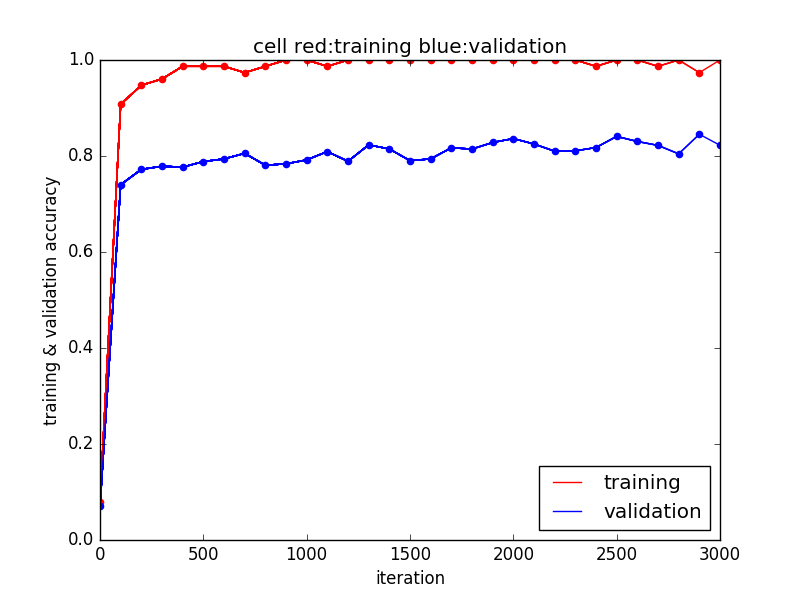 cell red:training blue:validation
training & validation accuracy
1.0
0.8
0.6
0.4
0.2
0.0
training
validation
0 500 1000 1500 2000 2500 3000
iteration